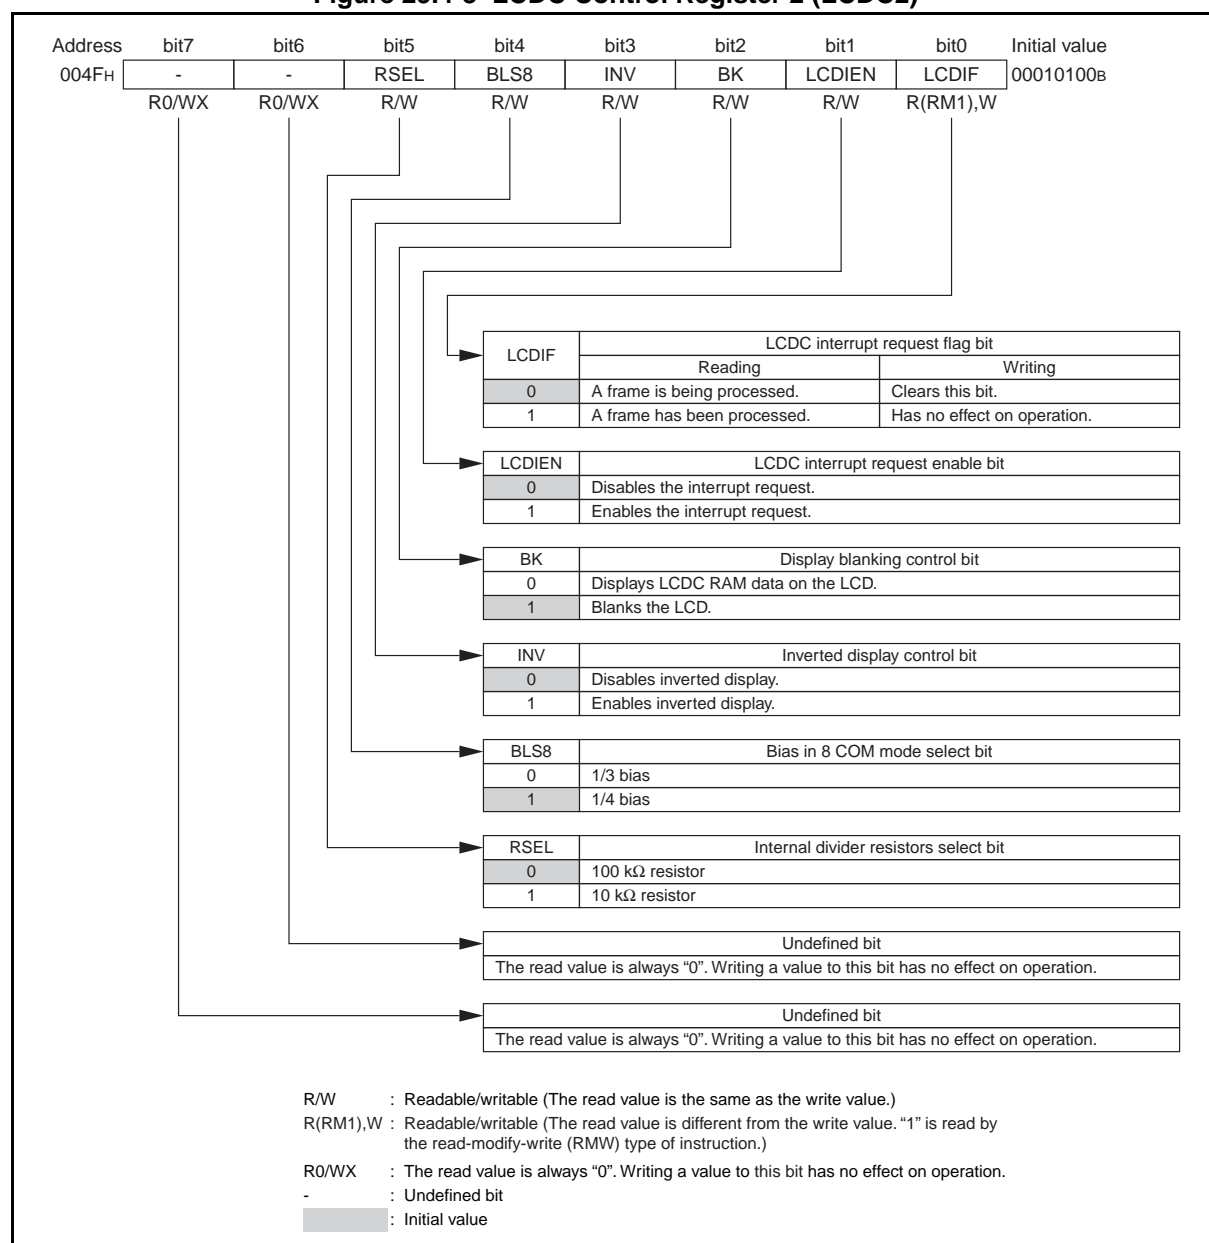 Address bit7 bit6 bit5 bit4 bit3 bit2 bit1 bit0 Initial value
004FH - - RSEL BLS8 INV BK LCDIEN LCDIF 00010100B
R0/WX R0/WX R/W R/W R/W R/W R/W R(RM1),W
LCDIF LCDC interrupt request flag bit
Reading Writing
0 A frame is being processed. Clears this bit.
1 A frame has been processed. Has no effect on operation.
LCDIEN LCDC interrupt request enable bit
0 Disables the interrupt request.
1 Enables the interrupt request.
BK Display blanking control bit
0 Displays LCDC RAM data on the LCD.
1 Blanks the LCD.
INV Inverted display control bit
0 Disables inverted display.
1 Enables inverted display.
BLS8 Bias in 8 COM mode select bit
0 1/3 bias
1 1/4 bias
RSEL Internal divider resistors select bit
0 100 kΩ resistor
1 10 kΩ resistor
Undefined bit
The read value is always “0”. Writing a value to this bit has no effect on operation.
Undefined bit
The read value is always “0”. Writing a value to this bit has no effect on operation.
R/W : Readable/writable (The read value is the same as the write value.)
R(RM1),W : Readable/writable (The read value is different from the write value. “1” is read by
the read-modify-write (RMW) type of instruction.)
R0/WX : The read value is always “0”. Writing a value to this bit has no effect on operation.
- : Undefined bit
: Initial value